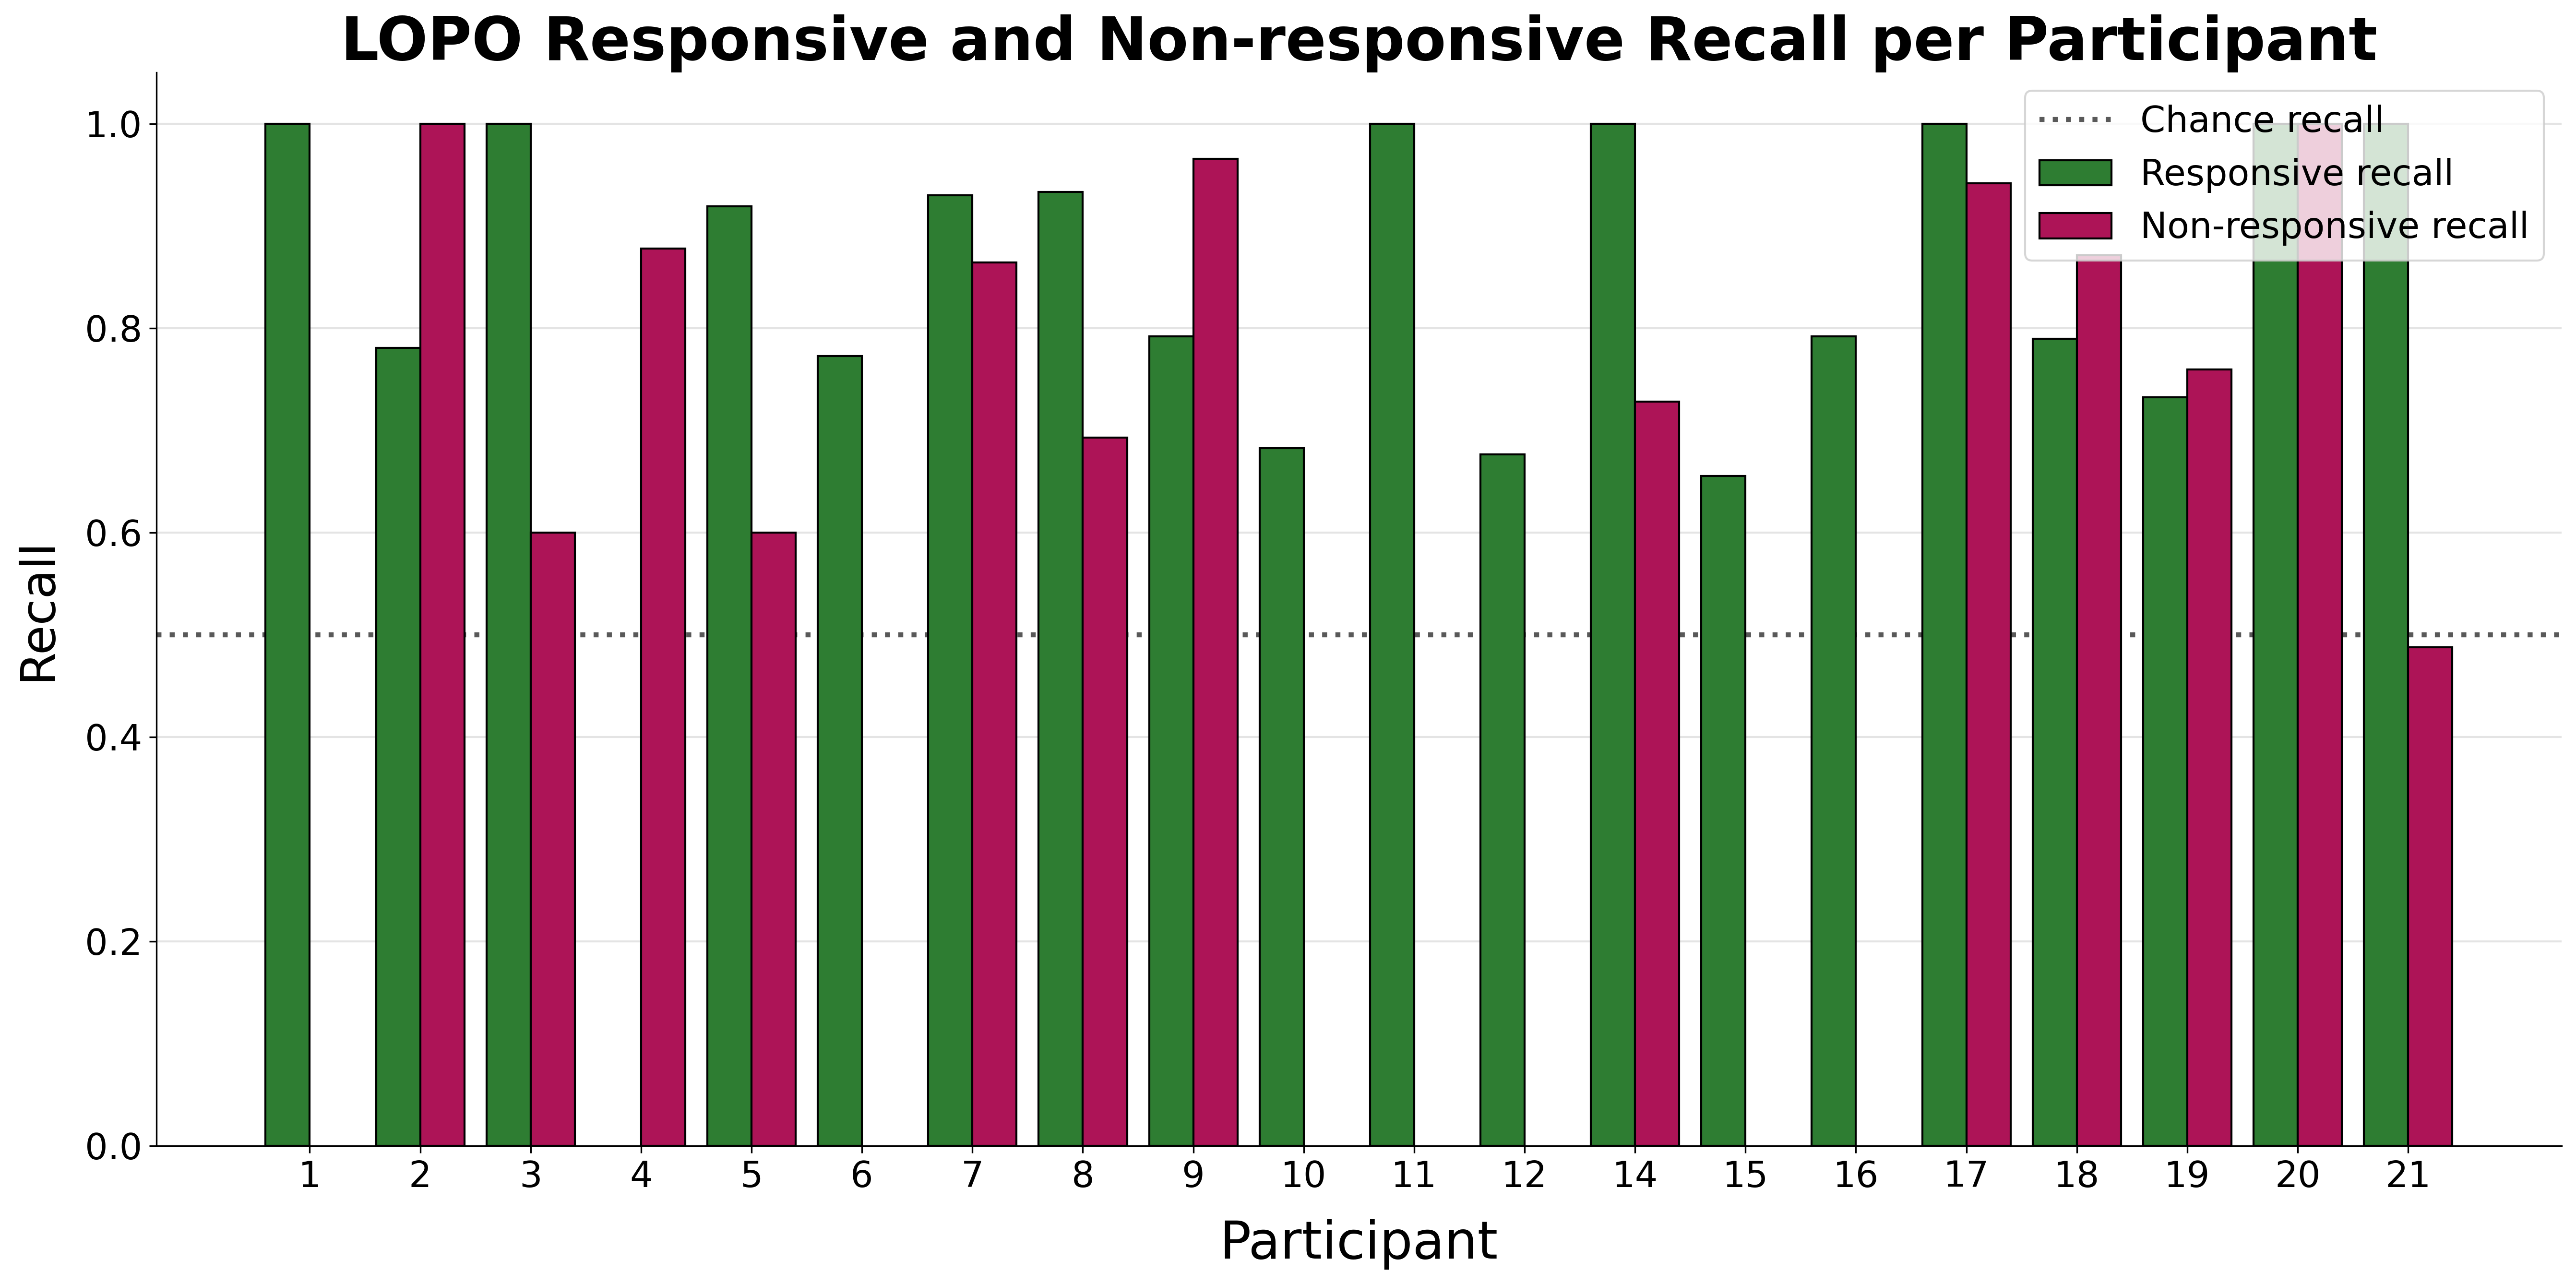 LOPO Responsive and Non-responsive Recall per Participant
Chance recall
Responsive recall
Non-responsive recall
Recall
1.0
0.8
0.6
0.4
0.2
0.0
1 2 3 4 5 6 7 8 9 10 11 12 14 15 16 17 18 19 20 21
Participant